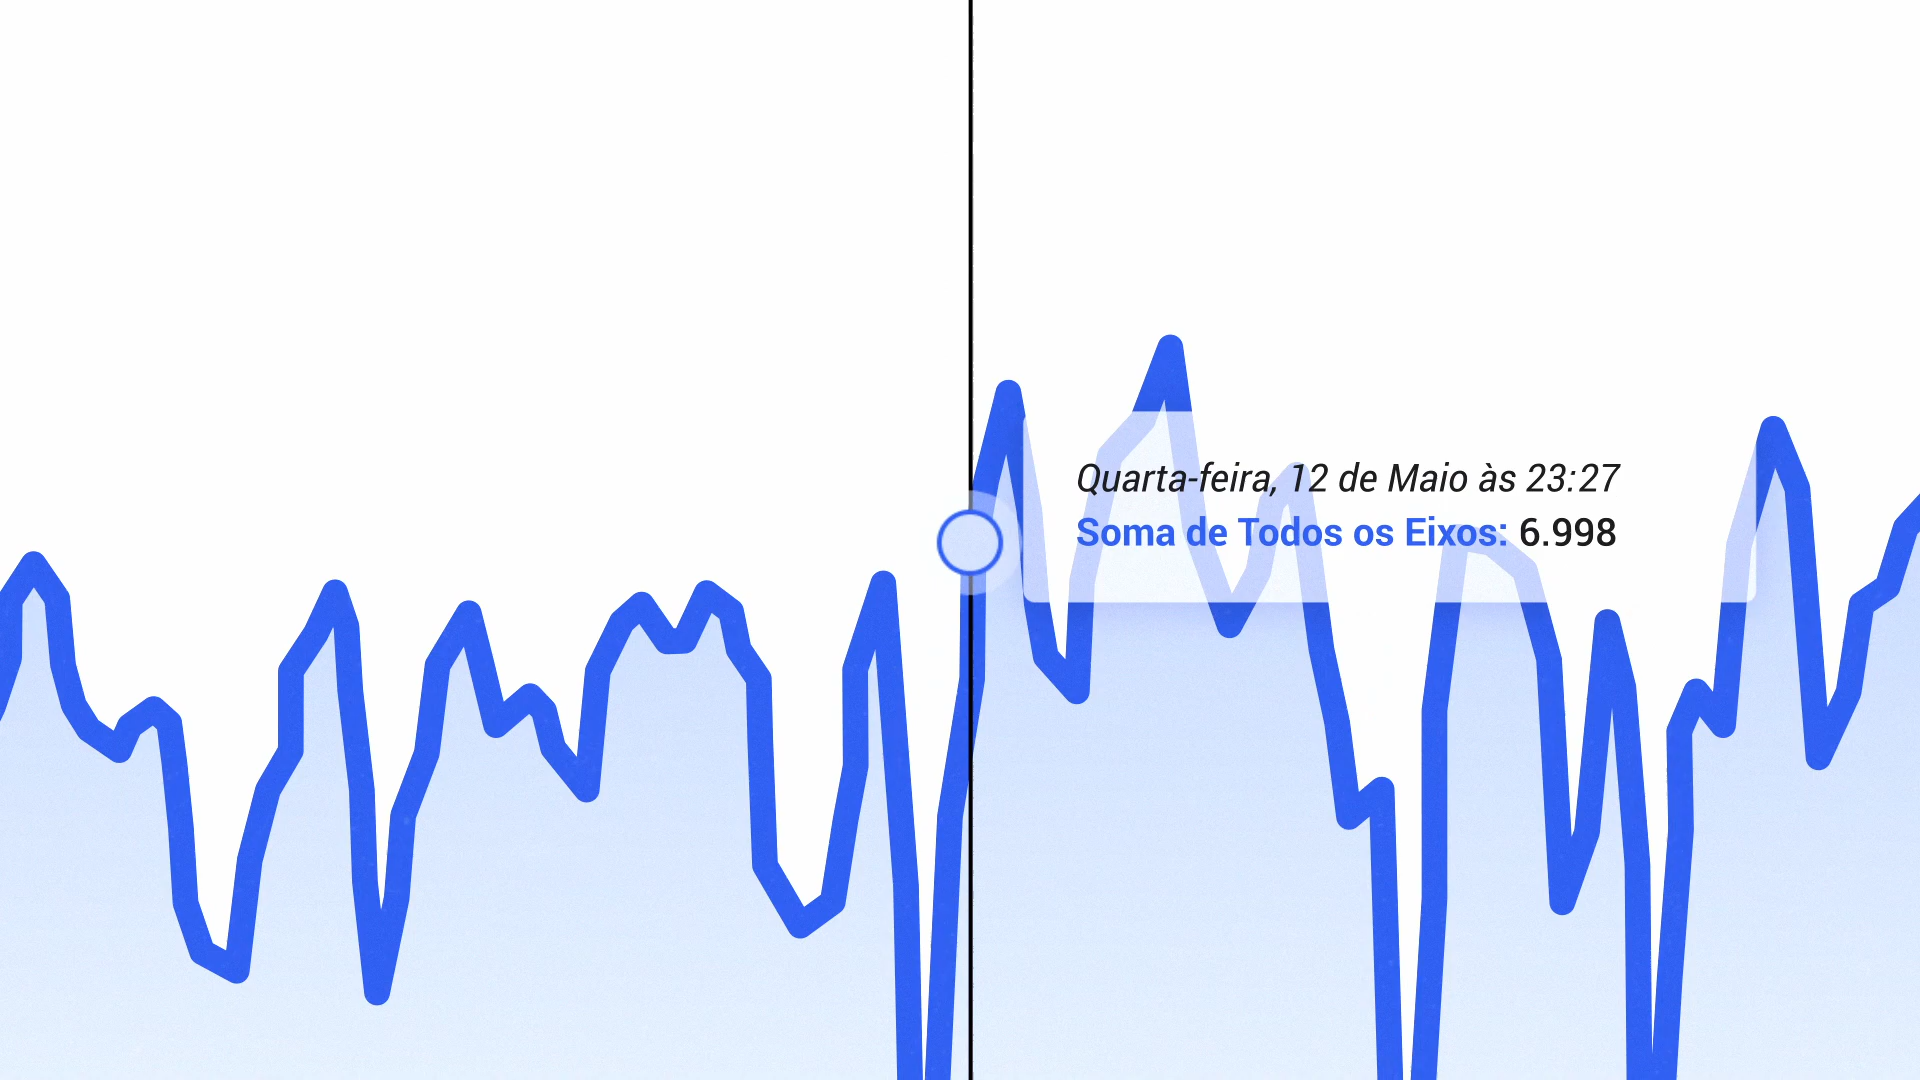 Quarta-feira, 12 de Maio às 23:27
Soma de Todos os Eixos: 6.998